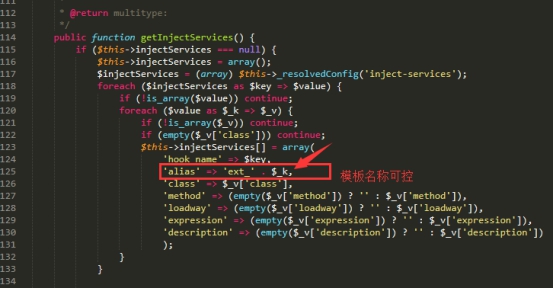 111 *
112 * @return multitype:
113 */
114 public function getInjectServices() {
115 if ($this->injectServices === null) {
116 $this->injectServices = array();
117 $injectServices = (array) $this->_resolvedConfig('inject-services');
118 foreach ($injectServices as $key => $value) {
119 if (!is_array($value)) continue;
120 foreach ($value as $_k => $_v) {
121 if (!is_array($_v)) continue;
122 if (empty($_v['class'])) continue;
123 $this->injectServices[] = array(
124 'hook_name' => $key,
125 'alias' => 'ext_' . $_k, 模板名称可控
126 'class' => $_v['class'],
127 'method' => (empty($_v['method']) ? '' : $_v['method']),
128 'loadway' => (empty($_v['loadway']) ? '' : $_v['loadway']),
129 'expression' => (empty($_v['expression']) ? '' : $_v['expression']),
130 'description' => (empty($_v['description']) ? '' : $_v['description'])
131 );
132 }
133 }
134